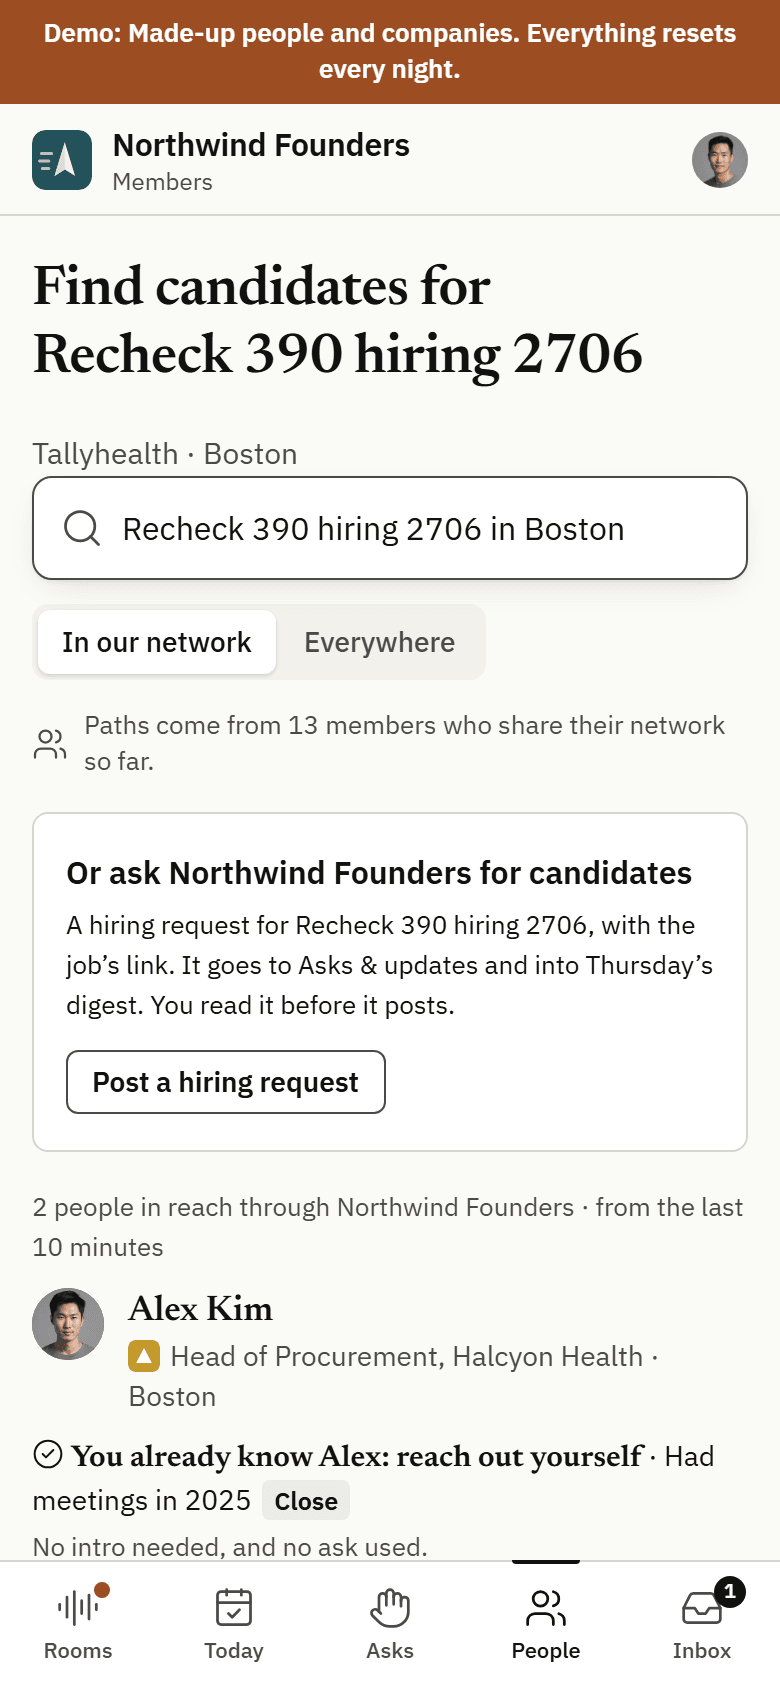 Demo: Made-up people and companies. Everything resets
every night.
Northwind Founders
Members
Find candidates for
Recheck 390 hiring 2706
Tallyhealth · Boston
Recheck 390 hiring 2706 in Boston
In our network
Everywhere
Paths come from 13 members who share their network
so far.
Or ask Northwind Founders for candidates
A hiring request for Recheck 390 hiring 2706, with the
job’s link. It goes to Asks & updates and into Thursday’s
digest. You read it before it posts.
Post a hiring request
2 people in reach through Northwind Founders · from the last
10 minutes
Alex Kim
Head of Procurement, Halcyon Health ·
Boston
You already know Alex: reach out yourself · Had
meetings in 2025 Close
No intro needed, and no ask used.
1
Rooms
Today
Asks
People
Inbox